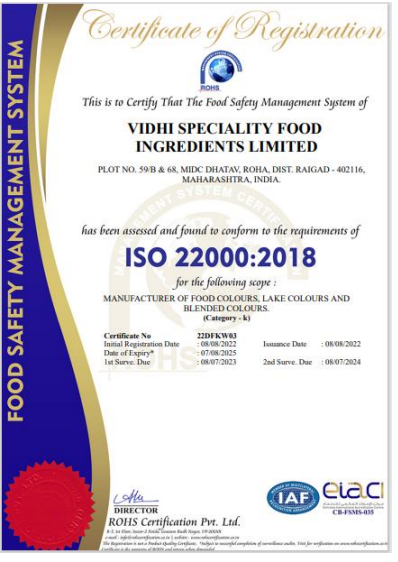 Certificate of Registration
FOOD SAFETY MANAGEMENT SYSTEM
ROHS
This is to Certify That The Food Safety Management System of
VIDHI SPECIALITY FOOD
INGREDIENTS LIMITED
PLOT NO. 59/B & 68, MIDC DHATAV, ROHA, DIST. RAIGAD - 402116,
MAHARASHTRA, INDIA.
has been assessed and found to conform to the requirements of
ISO 22000:2018
for the following scope :
MANUFACTURER OF FOOD COLOURS, LAKE COLOURS AND
BLENDED COLOURS.
(Category - k)
Certificate No 22DFKW03
Initial Registration Date : 08/08/2022 Issuance Date : 08/08/2022
Date of Expiry* : 07/08/2025
1st Surve. Due : 08/07/2023 2nd Surve. Due : 08/07/2024
DIRECTOR
ROHS Certification Pvt. Ltd.
IAF
eiaci
CB-FSMS-035